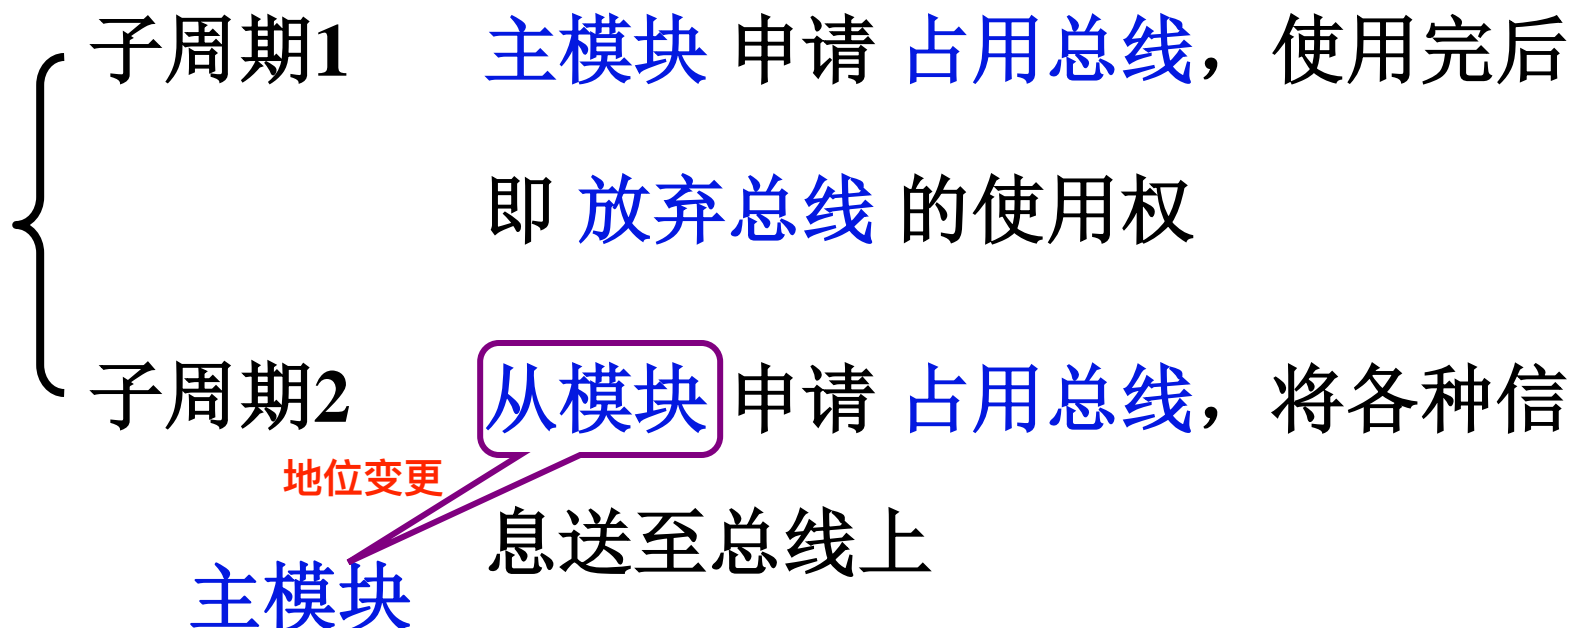 子周期1 主模块 申请 占用总线，使用完后
即 放弃总线 的使用权
子周期2 从模块 申请 占用总线，将各种信
地位变更
息送至总线上
主模块